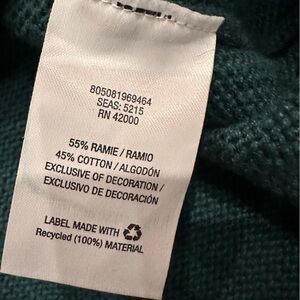 805081969464
SEAS: 5215
RN 42000
55% RAMIE / RAMIO
45% COTTON / ALGODÓN
EXCLUSIVE OF DECORATION /
EXCLUSIVO DE DECORACIÓN
LABEL MADE WITH
Recycled (100%) MATERIAL